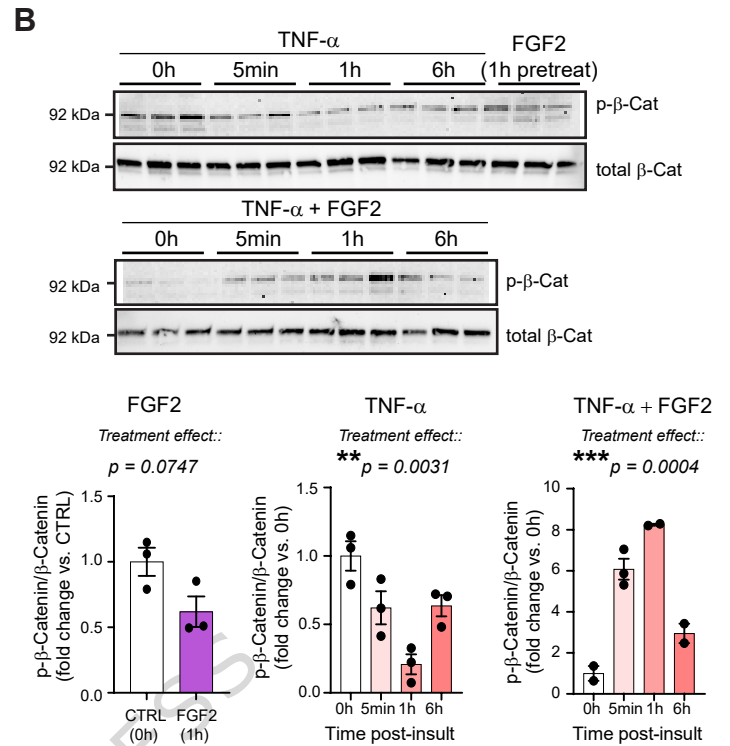 B
TNF-α
FGF2
0h 5min 1h 6h (1h pretreat)
92 kDa p-β-Cat
92 kDa total β-Cat
TNF-α + FGF2
0h 5min 1h 6h
92 kDa p-β-Cat
92 kDa total β-Cat
FGF2
Treatment effect::
p = 0.0747
p-β-Catenin/β-Catenin
(fold change vs. CTRL)
1.5
1.0
0.5
0.0
CTRL FGF2
(0h) (1h)
TNF-α
Treatment effect::
** p = 0.0031
p-β-Catenin/β-Catenin
(fold change vs. 0h)
1.5
1.0
0.5
0.0
0h 5min 1h 6h
Time post-insult
TNF-α + FGF2
Treatment effect::
*** p = 0.0004
p-β-Catenin/β-Catenin
(fold change vs. 0h)
10
8
6
4
2
0
0h 5min 1h 6h
Time post-insult
ESS